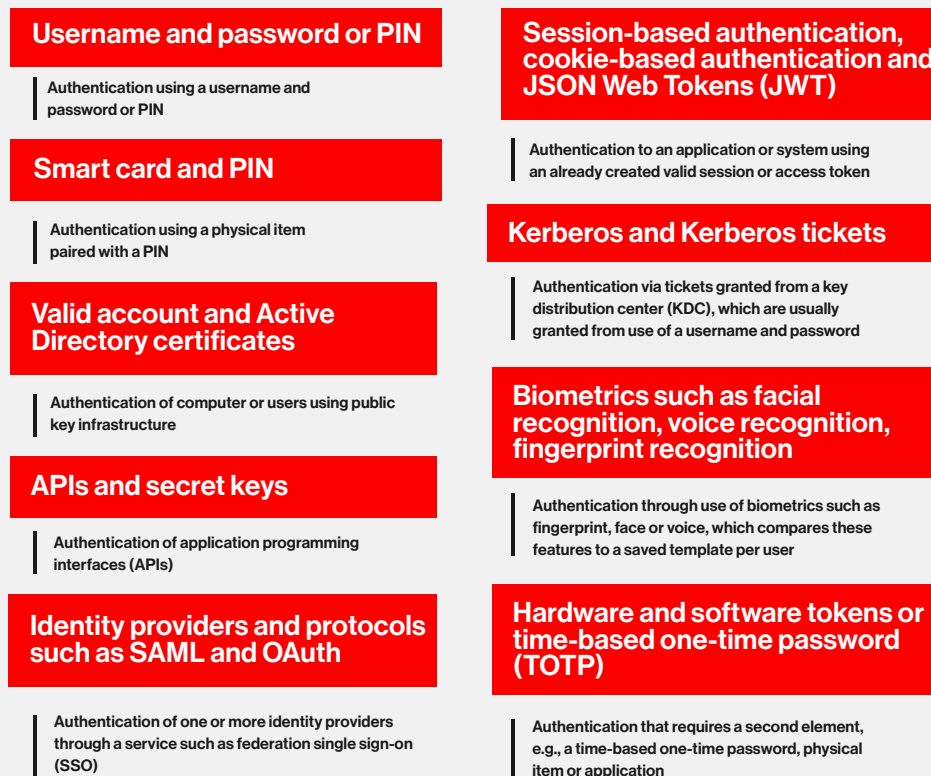 Username and password or PIN
Authentication using a username and
password or PIN
Smart card and PIN
Authentication using a physical item
paired with a PIN
Valid account and Active
Directory certificates
Authentication of computer or users using public
key infrastructure
APIs and secret keys
Authentication of application programming
interfaces (APIs)
Identity providers and protocols
such as SAML and OAuth
Authentication of one or more identity providers
through a service such as federation single sign-on
(SSO)
Session-based authentication,
cookie-based authentication and
JSON Web Tokens (JWT)
Authentication to an application or system using
an already created valid session or access token
Kerberos and Kerberos tickets
Authentication via tickets granted from a key
distribution center (KDC), which are usually
granted from use of a username and password
Biometrics such as facial
recognition, voice recognition,
fingerprint recognition
Authentication through use of biometrics such as
fingerprint, face or voice, which compares these
features to a saved template per user
Hardware and software tokens or
time-based one-time password
(TOTP)
Authentication that requires a second element,
e.g., a time-based one-time password, physical
item or application